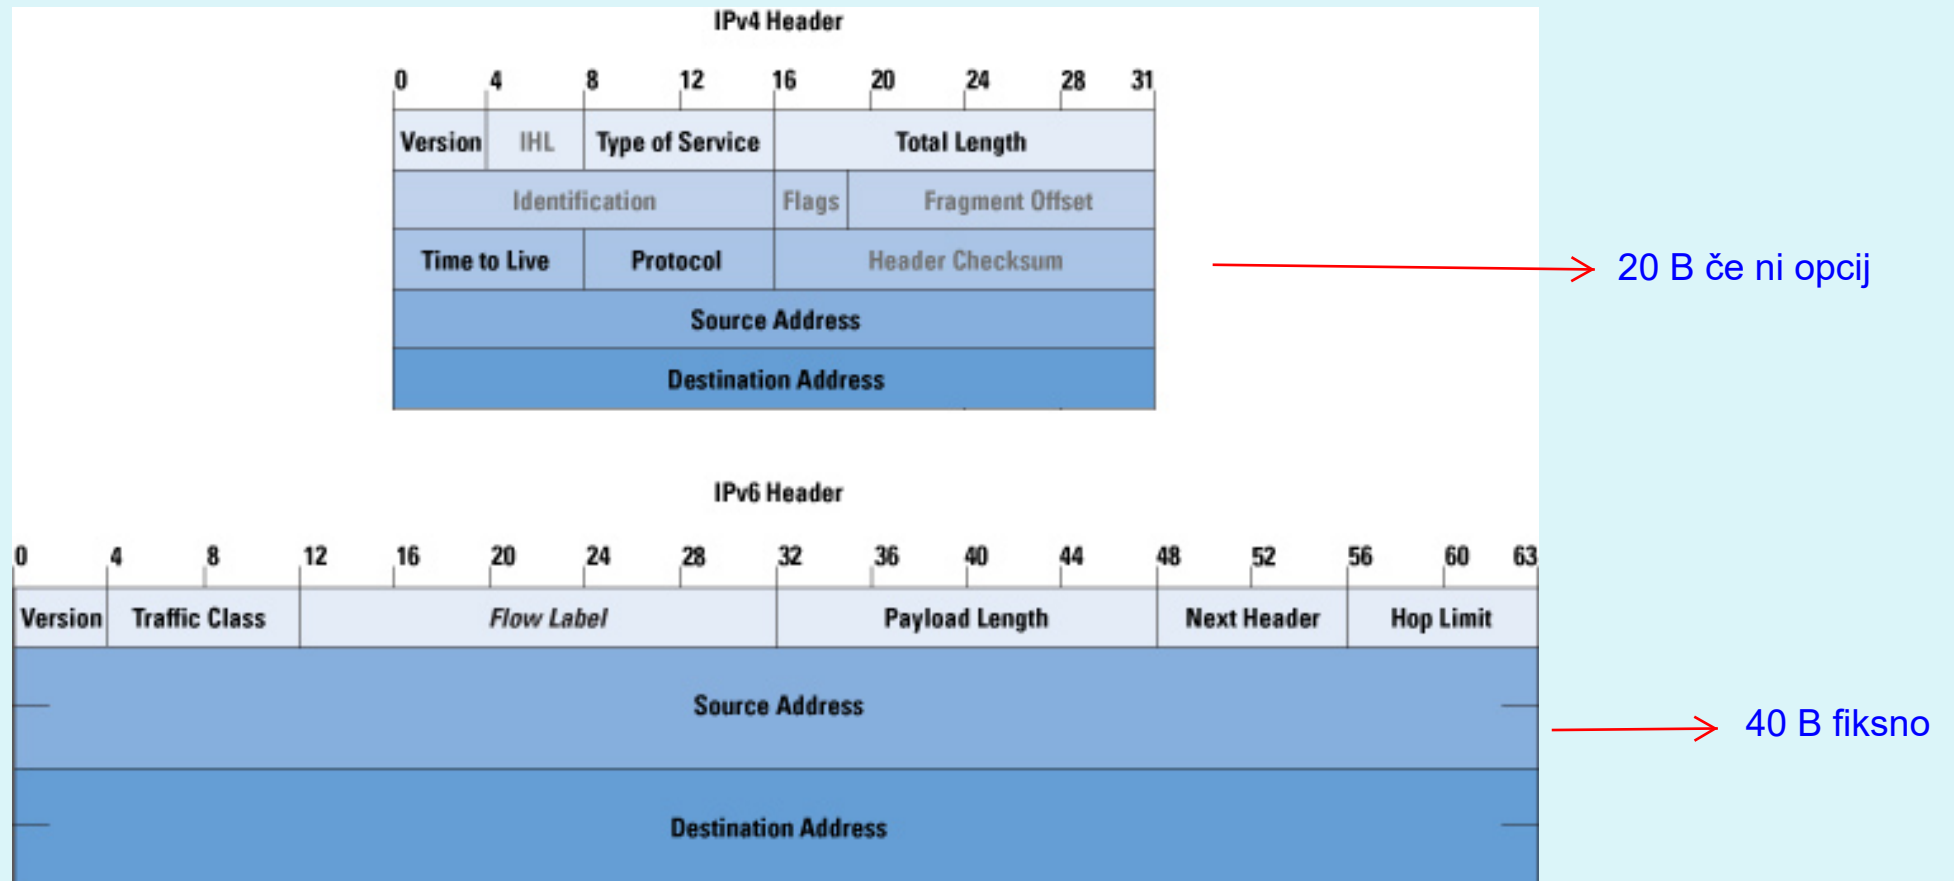 IPv4 Header
0 4 8 12 16 20 24 28 31
Version IHL Type of Service Total Length
Identification Flags Fragment Offset
Time to Live Protocol Header Checksum
20 B če ni opcij
Source Address
Destination Address
IPv6 Header
0 4 8 12 16 20 24 28 32 36 40 44 48 52 56 60 63
Version Traffic Class Flow Label Payload Length Next Header Hop Limit
Source Address
40 B fiksno
Destination Address